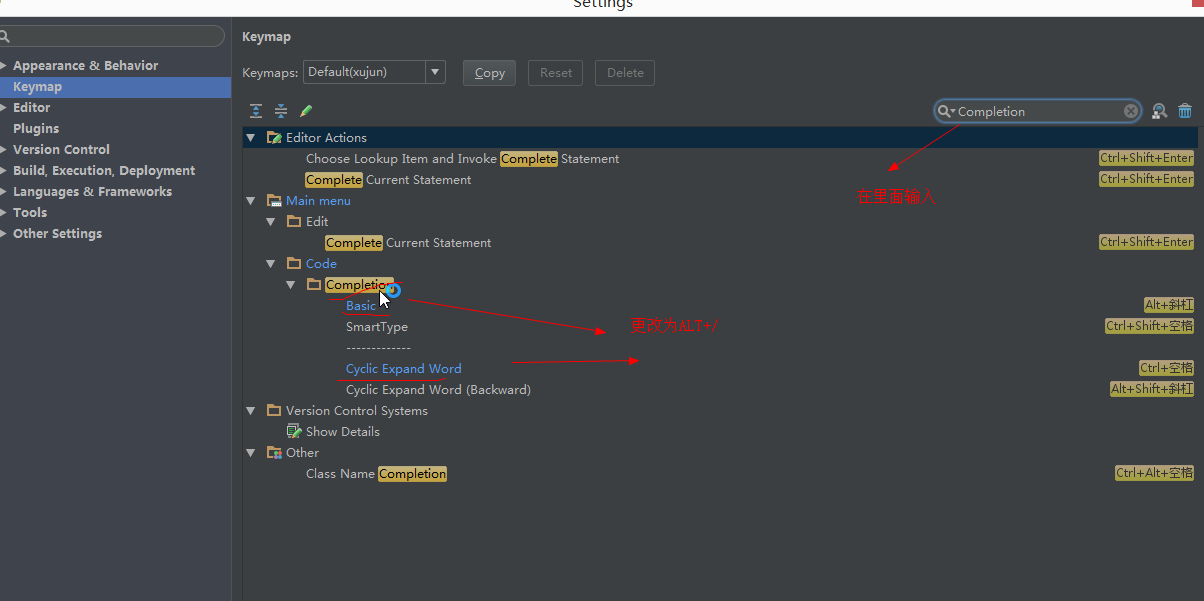 Settings
Keymap
Appearance & Behavior
Keymap
Editor
Plugins
Version Control
Build, Execution, Deployment
Languages & Frameworks
Tools
Other Settings
Keymaps: Default(xujun) Copy Reset Delete
Completion
Editor Actions
Choose Lookup Item and Invoke Complete Statement Ctrl+Shift+Enter
Complete Current Statement Ctrl+Shift+Enter
在里面输入
Main menu
Edit
Complete Current Statement Ctrl+Shift+Enter
Code
Completion
Basic Alt+斜杠
更改为ALT+/
SmartType Ctrl+Shift+空格
-------------
Cyclic Expand Word Ctrl+空格
Cyclic Expand Word (Backward) Alt+Shift+斜杠
Version Control Systems
Show Details
Other
Class Name Completion Ctrl+Alt+空格